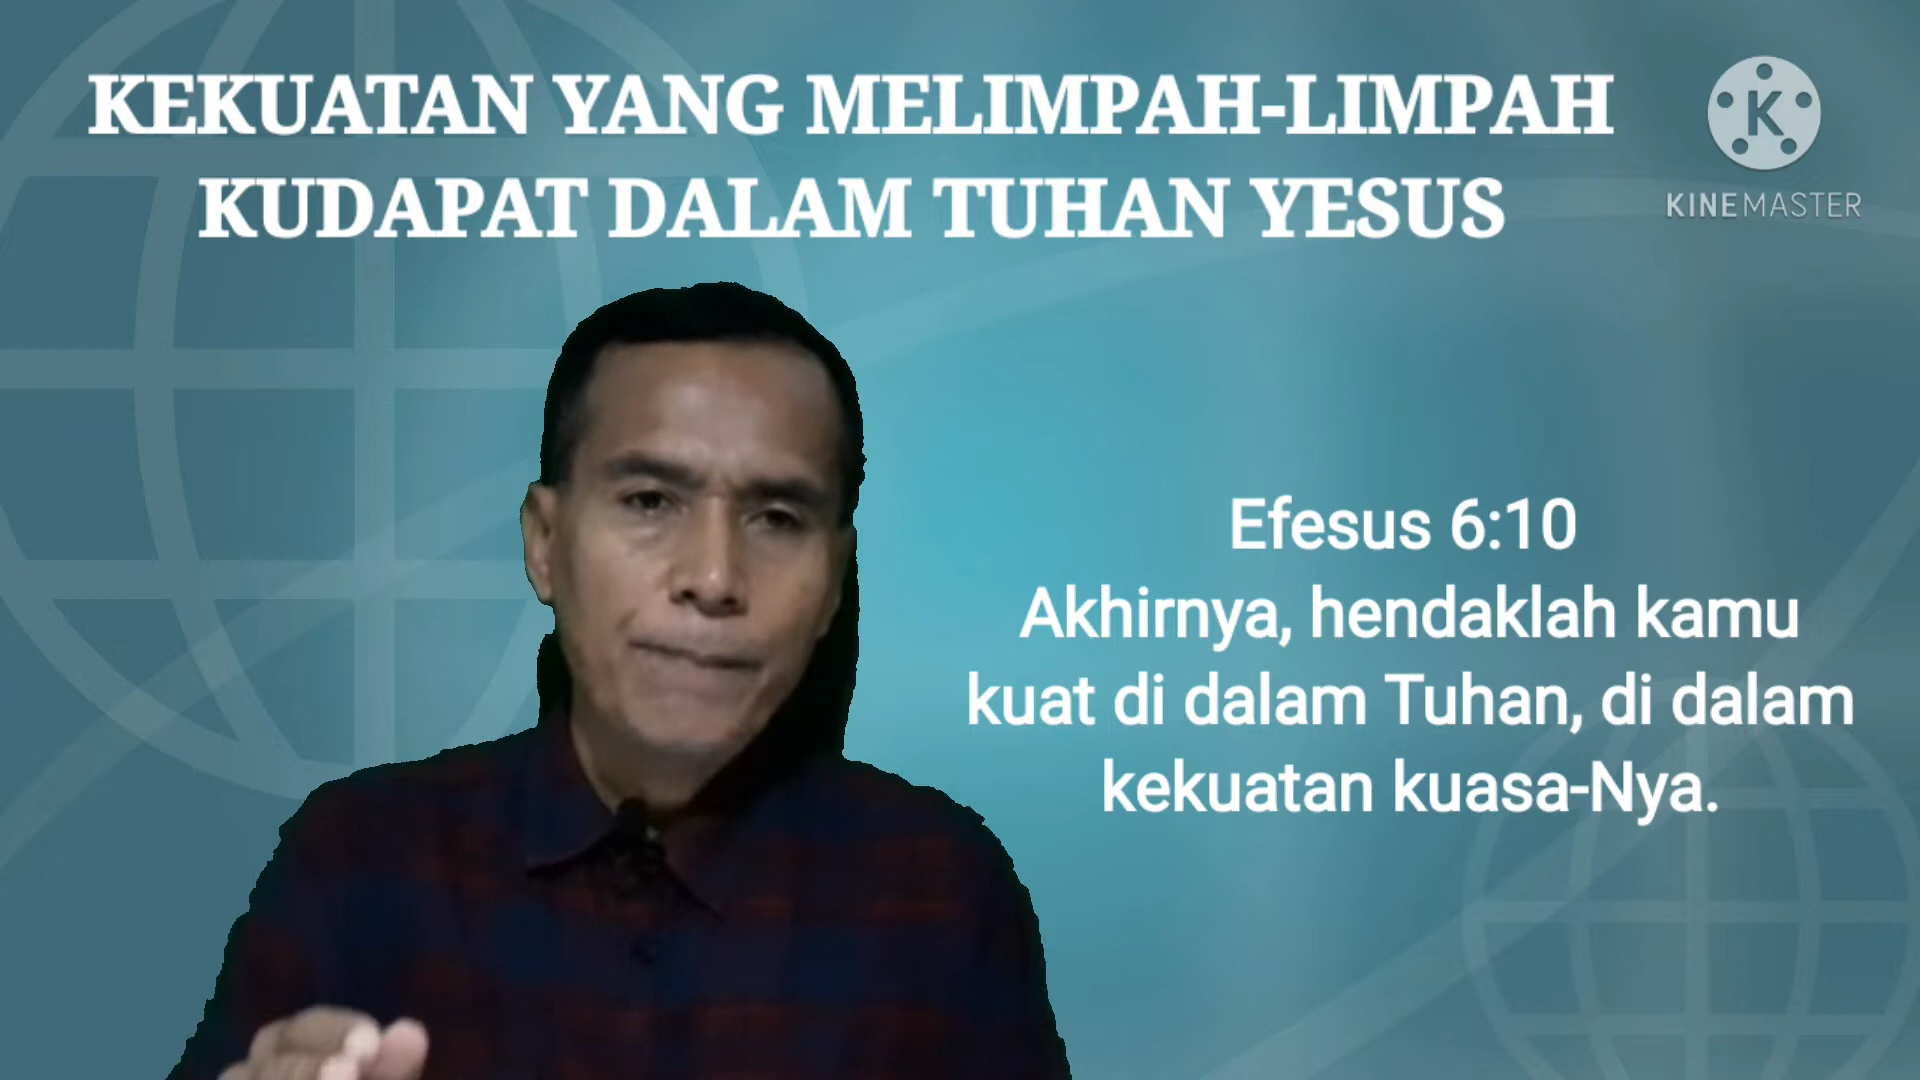 KEKUATAN YANG MELIMPAH-LIMPAH
KUDAPAT DALAM TUHAN YESUS
K
KINEMASTER
Efesus 6:10
Akhirnya, hendaklah kamu
kuat di dalam Tuhan, di dalam
kekuatan kuasa-Nya.